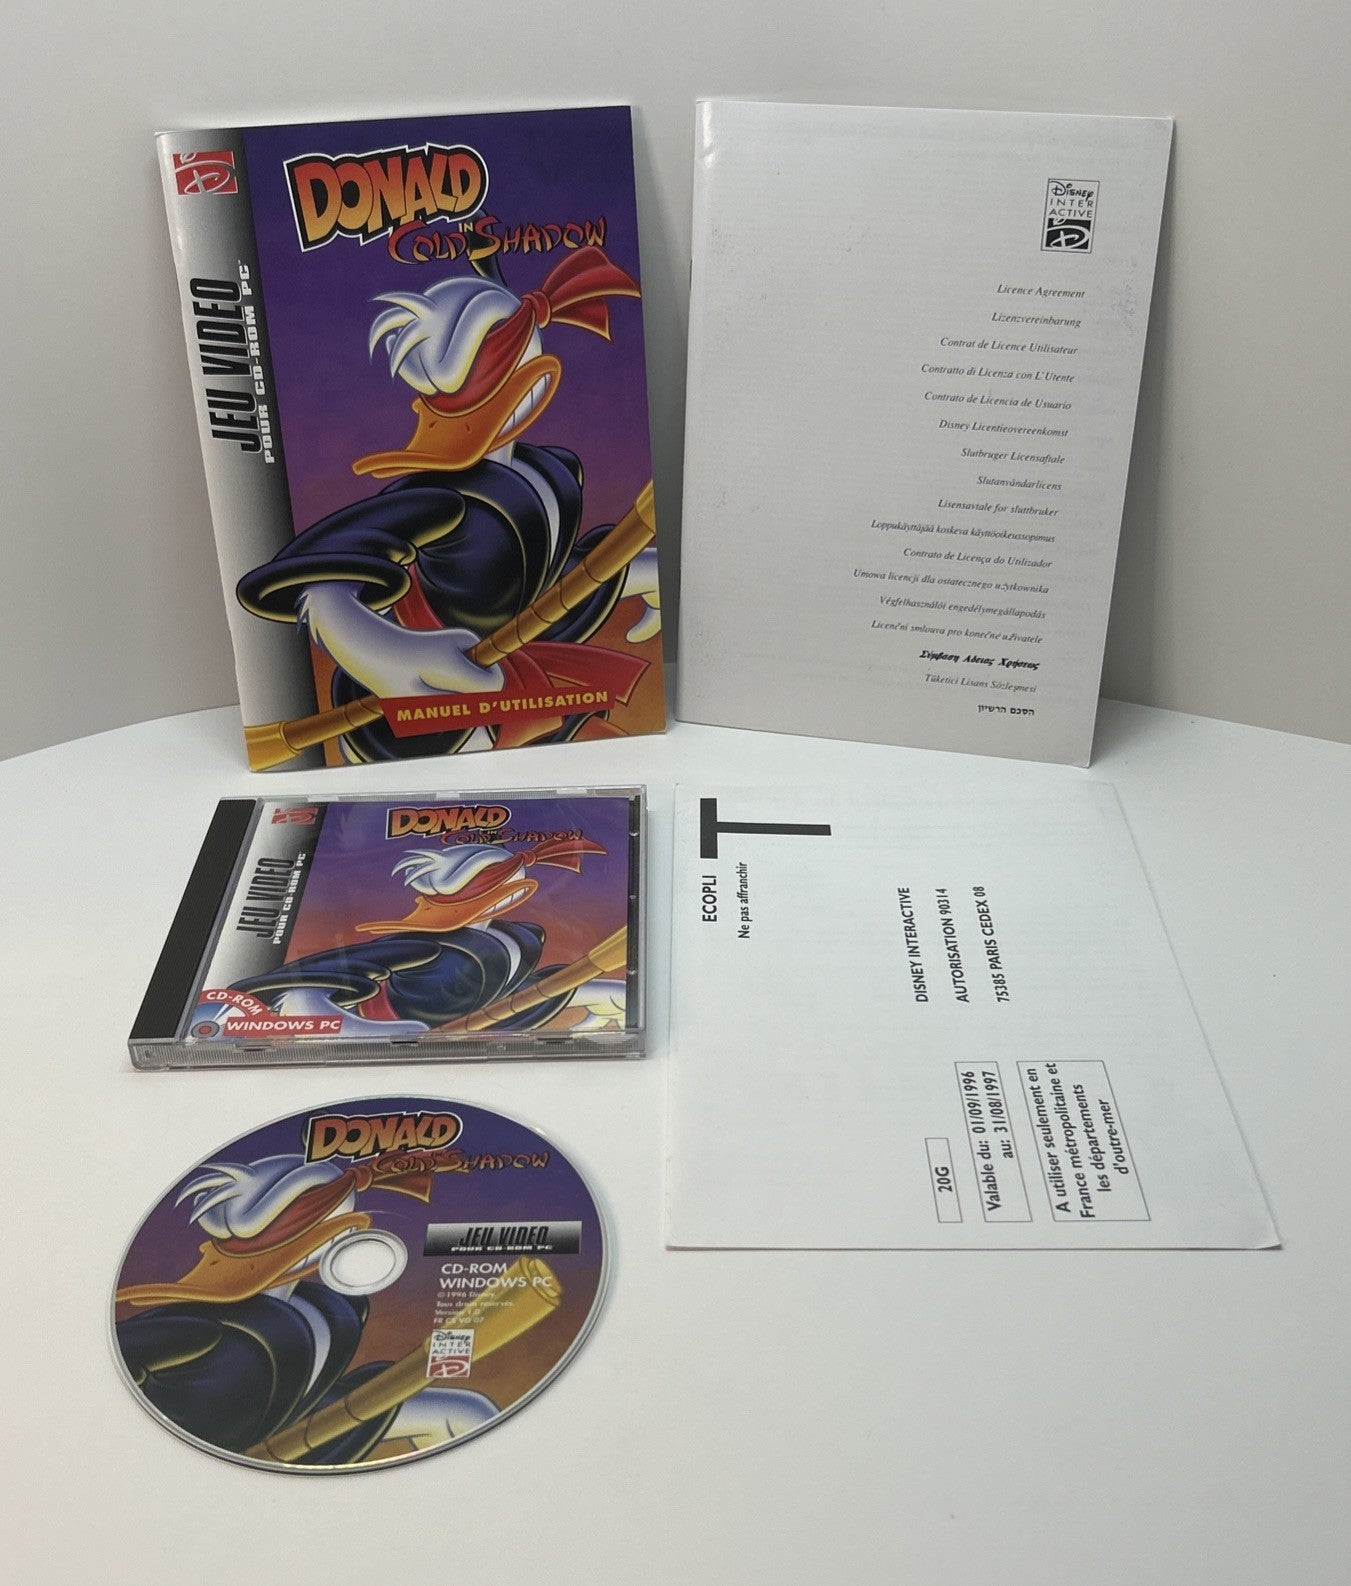 DONALD
IN
COLD SHADOW
JEU VIDEO
POUR CD-ROM PC
MANUEL D'UTILISATION
Disney
INTER
ACTIVE
Licence Agreement
Lizenzvereinbarung
Contrat de Licence Utilisateur
Contratto di Licenza con L'Utente
Contrato de Licencia de Usuario
Disney Licentieovereenkomst
Slutbruger Licensaftale
Slutanvändarlicens
Lisensavtale for sluttbruker
Loppukäyttäjää koskeva käyttöoikeussopimus
Contrato de Licença do Utilizador
Umowa licencji dla ostatecznego użytkownika
Végfelhasználói engedélymegállapodás
Licenční smlouva pro konečné uživatele
Σύμβαση Αδειας Χρήσεως
Tüketici Lisans Sözleşmesi
הסכם הרשיון
DONALD
IN
COLD SHADOW
JEU VIDEO
POUR CD-ROM PC
CD-ROM
WINDOWS PC
T
ECOPLI
Ne pas affranchir
DISNEY INTERACTIVE
AUTORISATION 90314
75385 PARIS CEDEX 08
20G
Valable du: 01/09/1996
au: 31/08/1997
A utiliser seulement en
France métropolitaine et
les départements
d'outre-mer
DONALD
IN
COLD SHADOW
JEU VIDEO
POUR CD-ROM PC
CD-ROM
WINDOWS PC
©1996 Disney.
Tous droits réservés.
Version 1.0
FR CS VG 07
Disney
INTER
ACTIVE